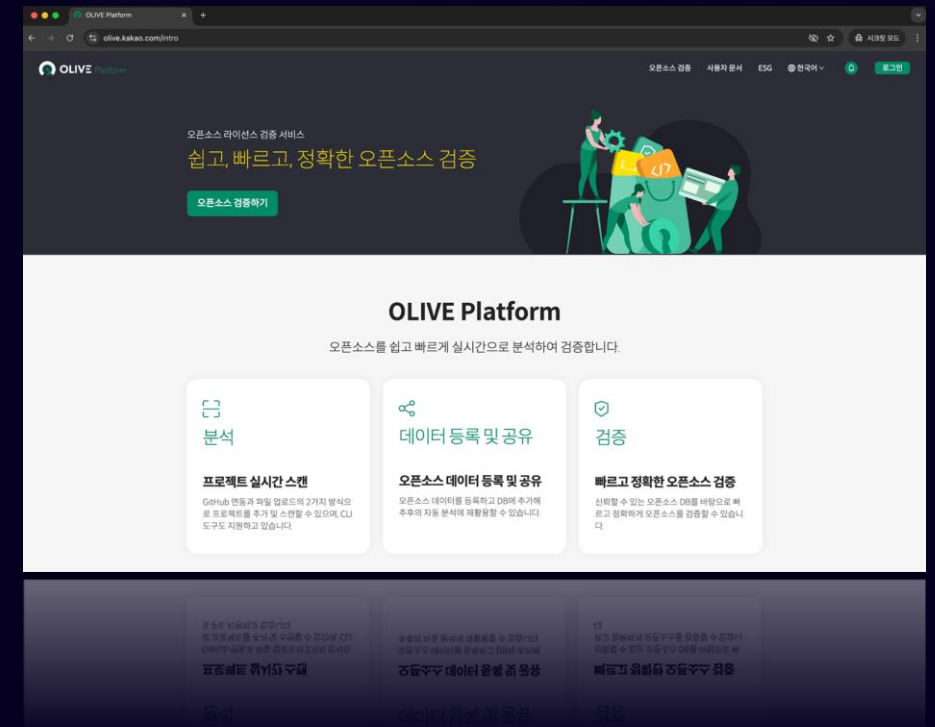 OLIVE Platform
olive.kakao.com/intro
시크릿 모드
OLIVE Platform
오픈소스 검증
사용자 문서
ESG
한국어
로그인
오픈소스 라이선스 검증 서비스
쉽고, 빠르고, 정확한 오픈소스 검증
오픈소스 검증하기
OLIVE Platform
오픈소스를 쉽고 빠르게 실시간으로 분석하여 검증합니다.
분석
프로젝트 실시간 스캔
GitHub 연동과 파일 업로드의 2가지 방식으
로 프로젝트를 추가 및 스캔할 수 있으며, CLI
도구도 지원하고 있습니다.
데이터 등록 및 공유
오픈소스 데이터 등록 및 공유
오픈소스 데이터를 등록하고 DB에 추가해
추후의 자동 분석에 재활용할 수 있습니다.
검증
빠르고 정확한 오픈소스 검증
신뢰할 수 있는 오픈소스 DB를 바탕으로 빠
르고 정확하게 오픈소스를 검증할 수 있습니
다.